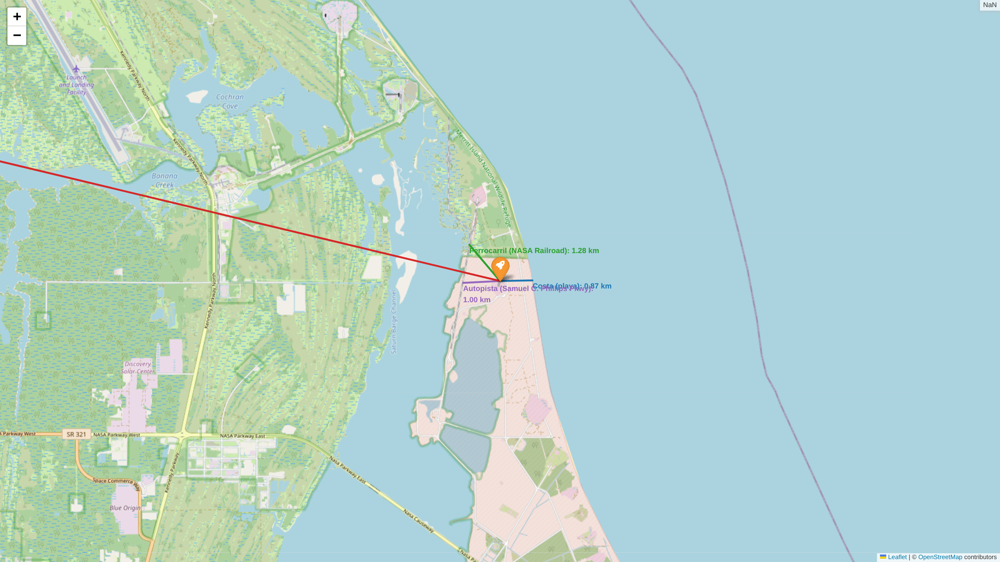 +
−
NaN
Kennedy Parkway North
Launch
and Landing
Facility
Cochran
Cove
Merritt Island National Wildlife Refuge
Kennedy Parkway North
Banana
Creek
Ferrocarril (NASA Railroad): 1.28 km
Costa (playa): 0.87 km
Autopista (Samuel C. Phillips Pkwy):
1.00 km
Kennedy Parkway North
Saturn Barge Channel
Discovery
Solar Center
A Parkway West
SR 321
NASA Parkway West
NASA Parkway East
Nasa Parkway East
Kennedy Parkway
Space Commerce Way
Blue Origin
Nasa Causeway
Nasa Pa
Leaflet | © OpenStreetMap contributors